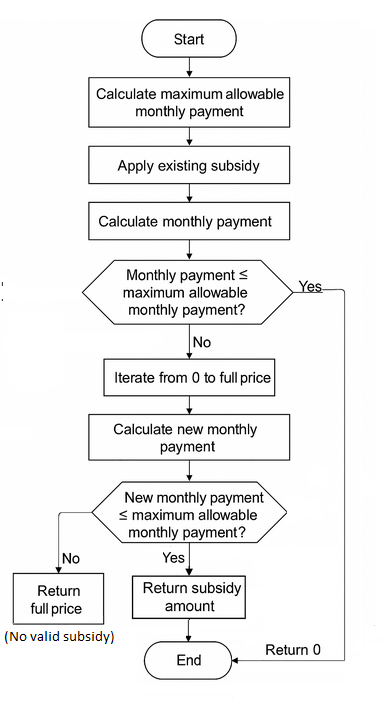 Start
Calculate maximum allowable
monthly payment
Apply existing subsidy
Calculate monthly payment
Monthly payment ≤
maximum allowable
monthly payment?
Yes
No
Iterate from 0 to full price
Calculate new monthly
payment
New monthly payment
≤ maximum allowable
monthly payment?
No
Yes
Return
full price
(No valid subsidy)
Return subsidy
amount
End
Return 0